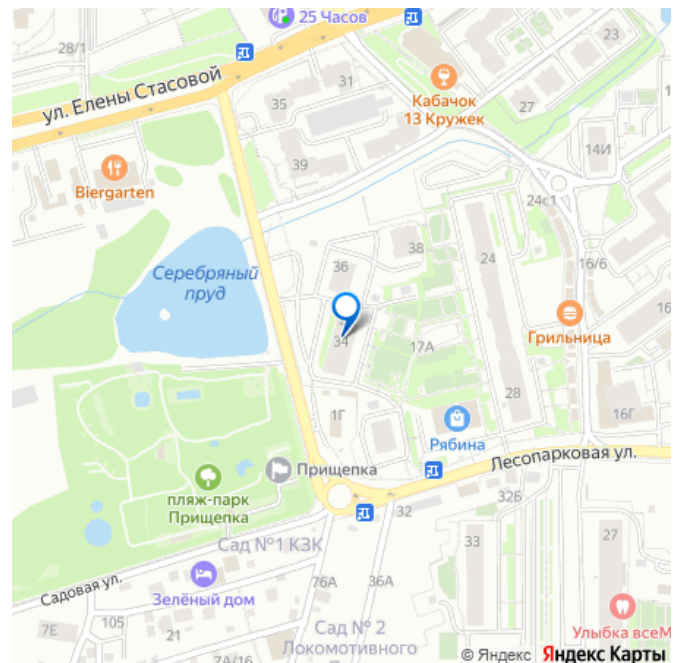 25 Часов
28/1
23
ул. Елены Стасовой
31
35
Кабачок
13 Кружек
27
14И
39
Biergarten
24с1
38
24
16/6
36
Серебряный
пруд
34
17А
Грильница
16
28
1Г
16Г
Рябина
Прищепка
Лесопарковая ул.
пляж-парк
Прищепка
32Б
32
Сад №1 КЗК
33
27
Садовая ул.
Зелёный дом
76А
36А
105
7Е
21
Сад № 2
Локомотивного
Улыбка всеМ
7А/16
© Яндекс Яндекс Карты